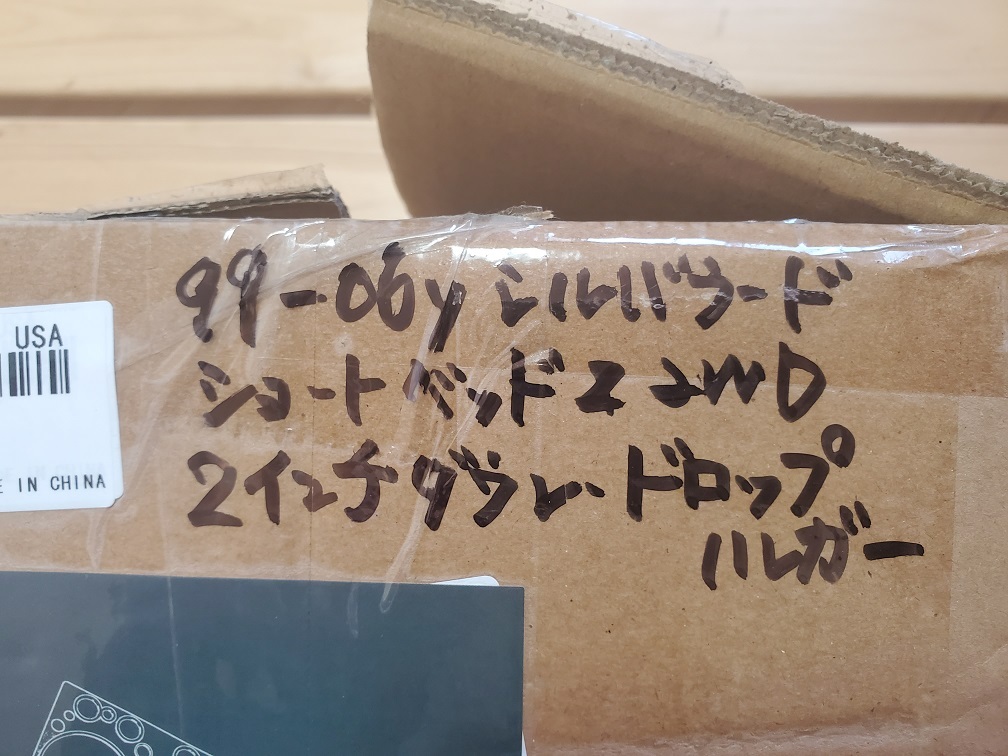 USA
IN CHINA
99-06y シルバラード
ショートベッド 2WD
2インチダウン ドロップ
ハンガー